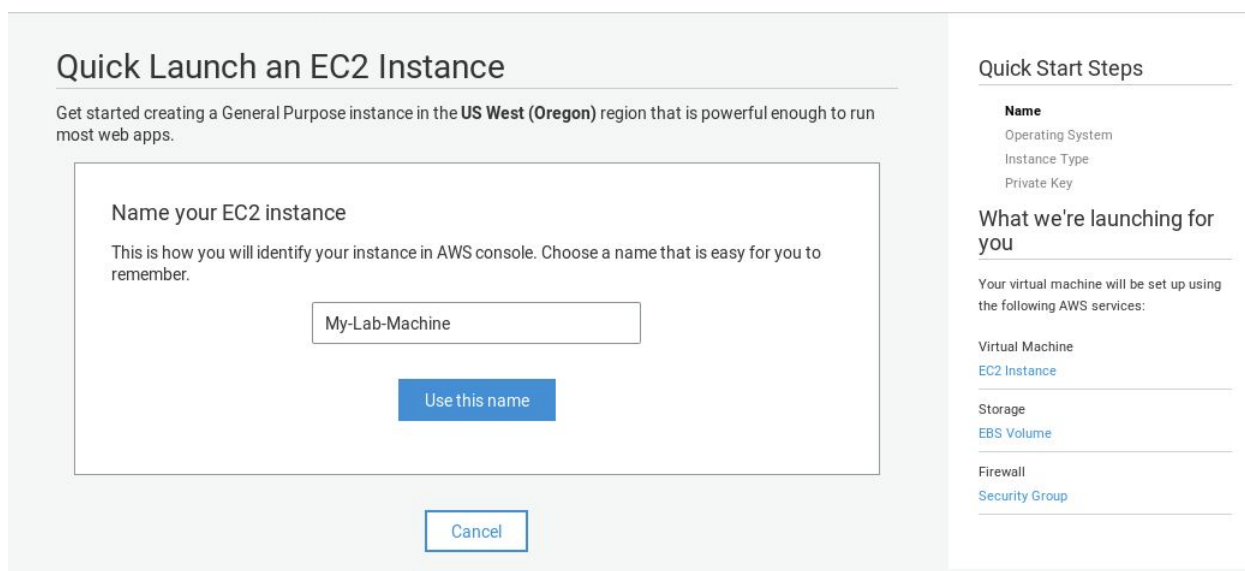 Quick Launch an EC2 Instance
Get started creating a General Purpose instance in the US West (Oregon) region that is powerful enough to run
most web apps.
Name your EC2 instance
This is how you will identify your instance in AWS console. Choose a name that is easy for you to
remember.
My-Lab-Machine
Use this name
Cancel
Quick Start Steps
Name
Operating System
Instance Type
Private Key
What we're launching for
you
Your virtual machine will be set up using
the following AWS services:
Virtual Machine
EC2 Instance
Storage
EBS Volume
Firewall
Security Group